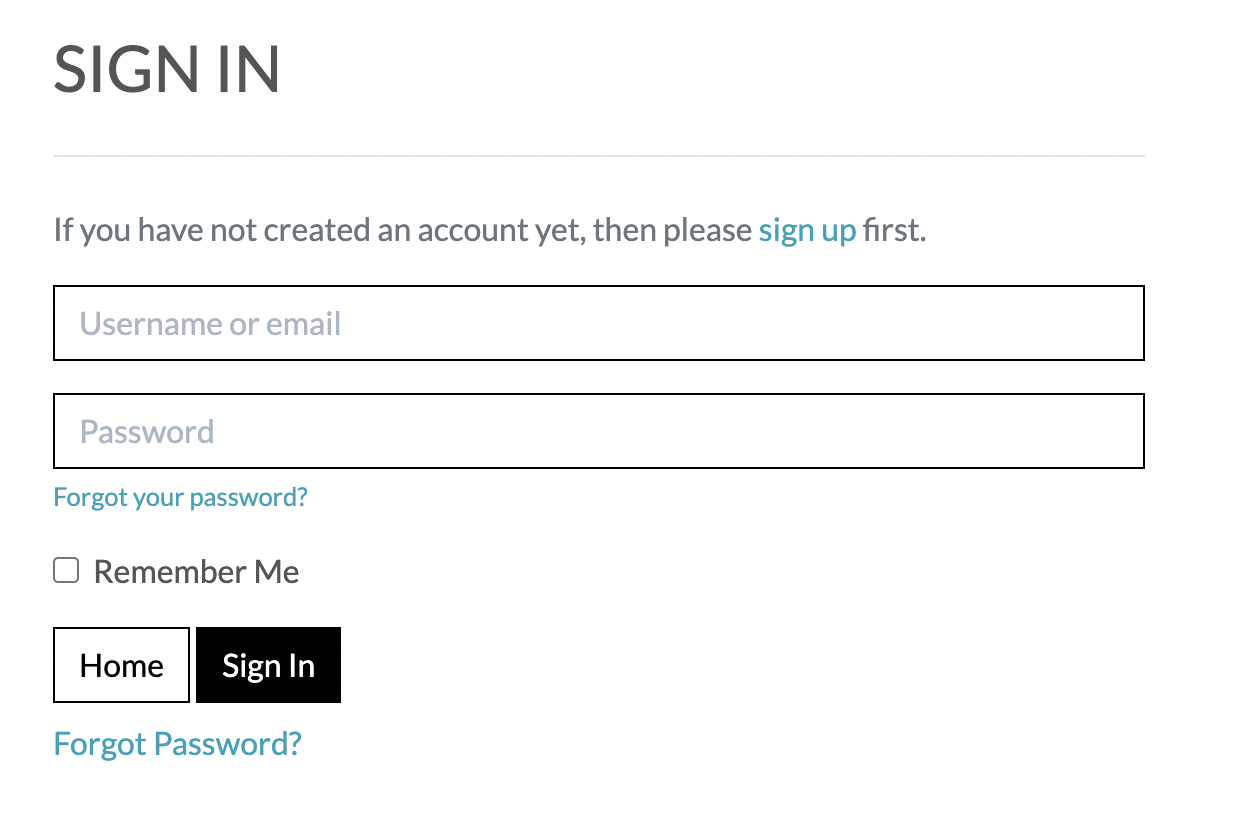 SIGN IN
If you have not created an account yet, then please sign up first.
Username or email
Password
Forgot your password?
Remember Me
Home Sign In
Forgot Password?